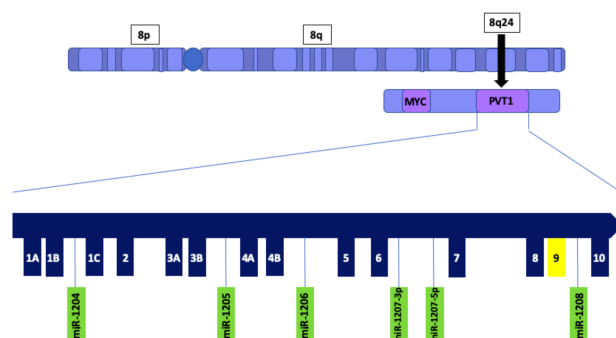 8p
8q
8q24
MYC
PVT1
1A
1B
1C
2
3A
3B
4A
4B
5
6
7
8
9
10
miR-1204
miR-1205
miR-1206
miR-1207-3p
miR-1207-5p
miR-1208